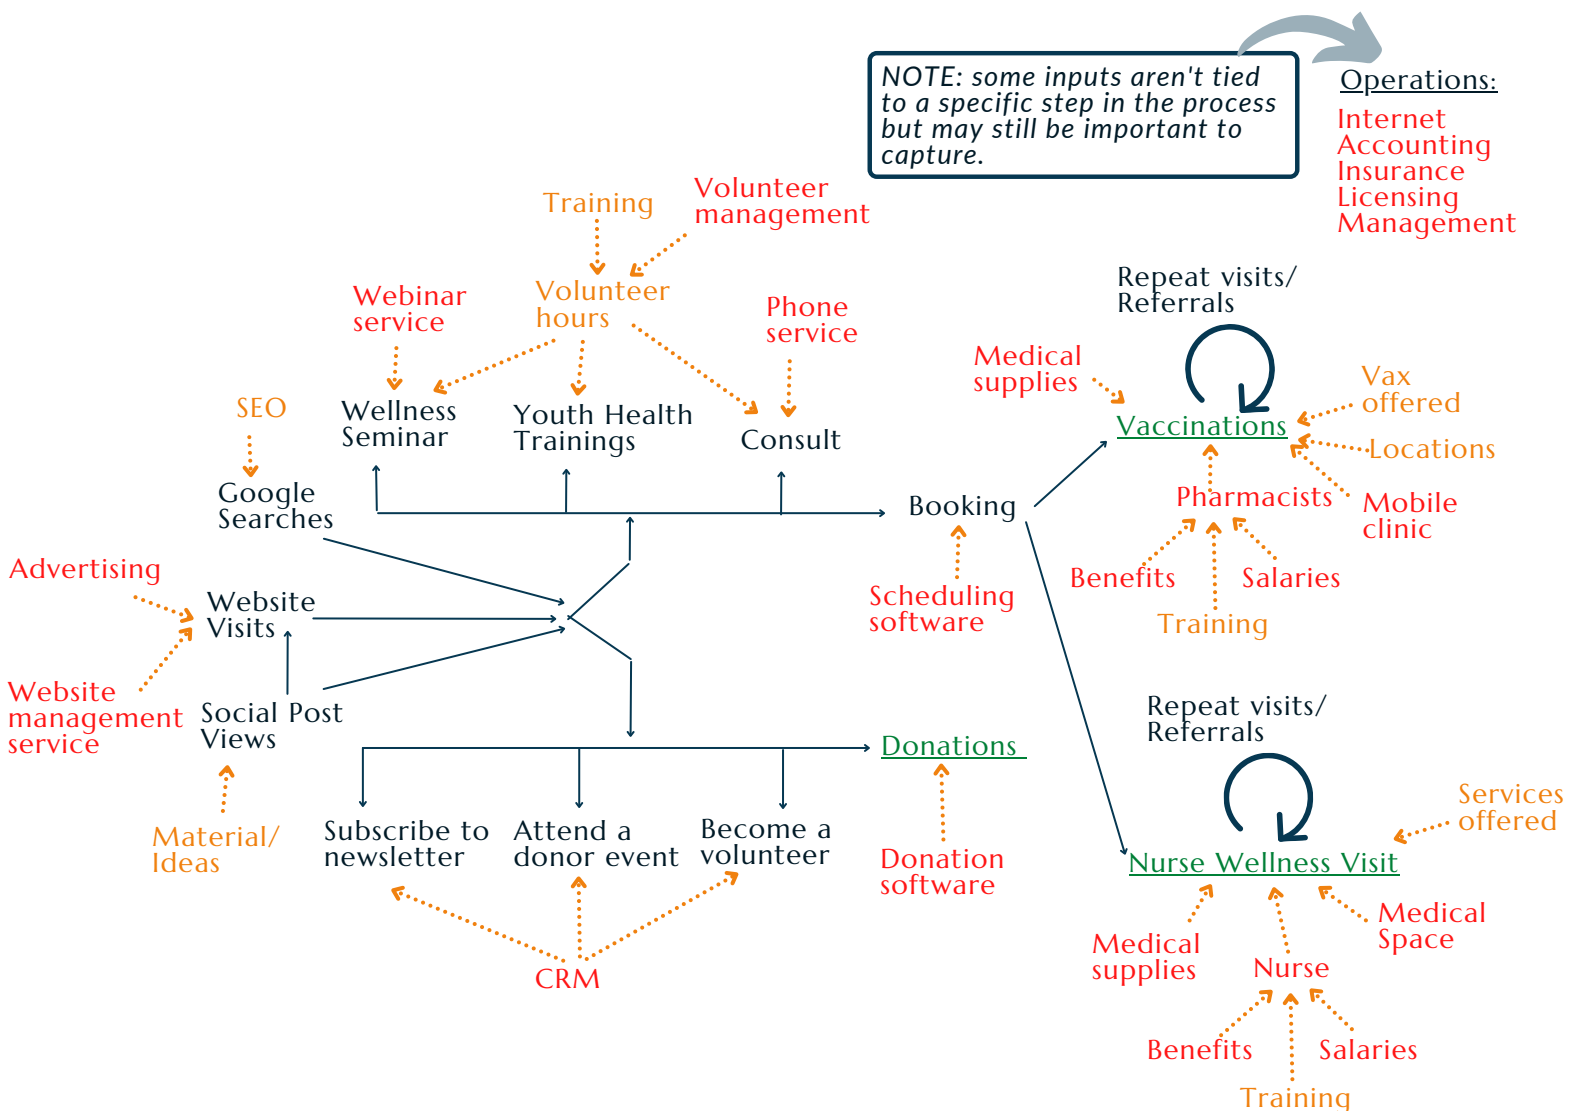 NOTE: some inputs aren't tied
to a specific step in the process
but may still be important to
capture.
Operations:
Internet
Accounting
Insurance
Licensing
Management
Training
Volunteer
management
Volunteer
hours
Webinar
service
Phone
service
Repeat visits/
Referrals
Medical
supplies
Vax
offered
SEO
Wellness
Seminar
Youth Health
Trainings
Consult
Vaccinations
Locations
Google
Searches
Booking
Pharmacists
Mobile
clinic
Advertising
Website
Visits
Scheduling
software
Benefits
Salaries
Training
Website
management
service
Social Post
Views
Repeat visits/
Referrals
Donations
Material/
Ideas
Subscribe to
newsletter
Attend a
donor event
Become a
volunteer
Donation
software
Services
offered
Nurse Wellness Visit
CRM
Medical
supplies
Nurse
Medical
Space
Benefits
Salaries
Training